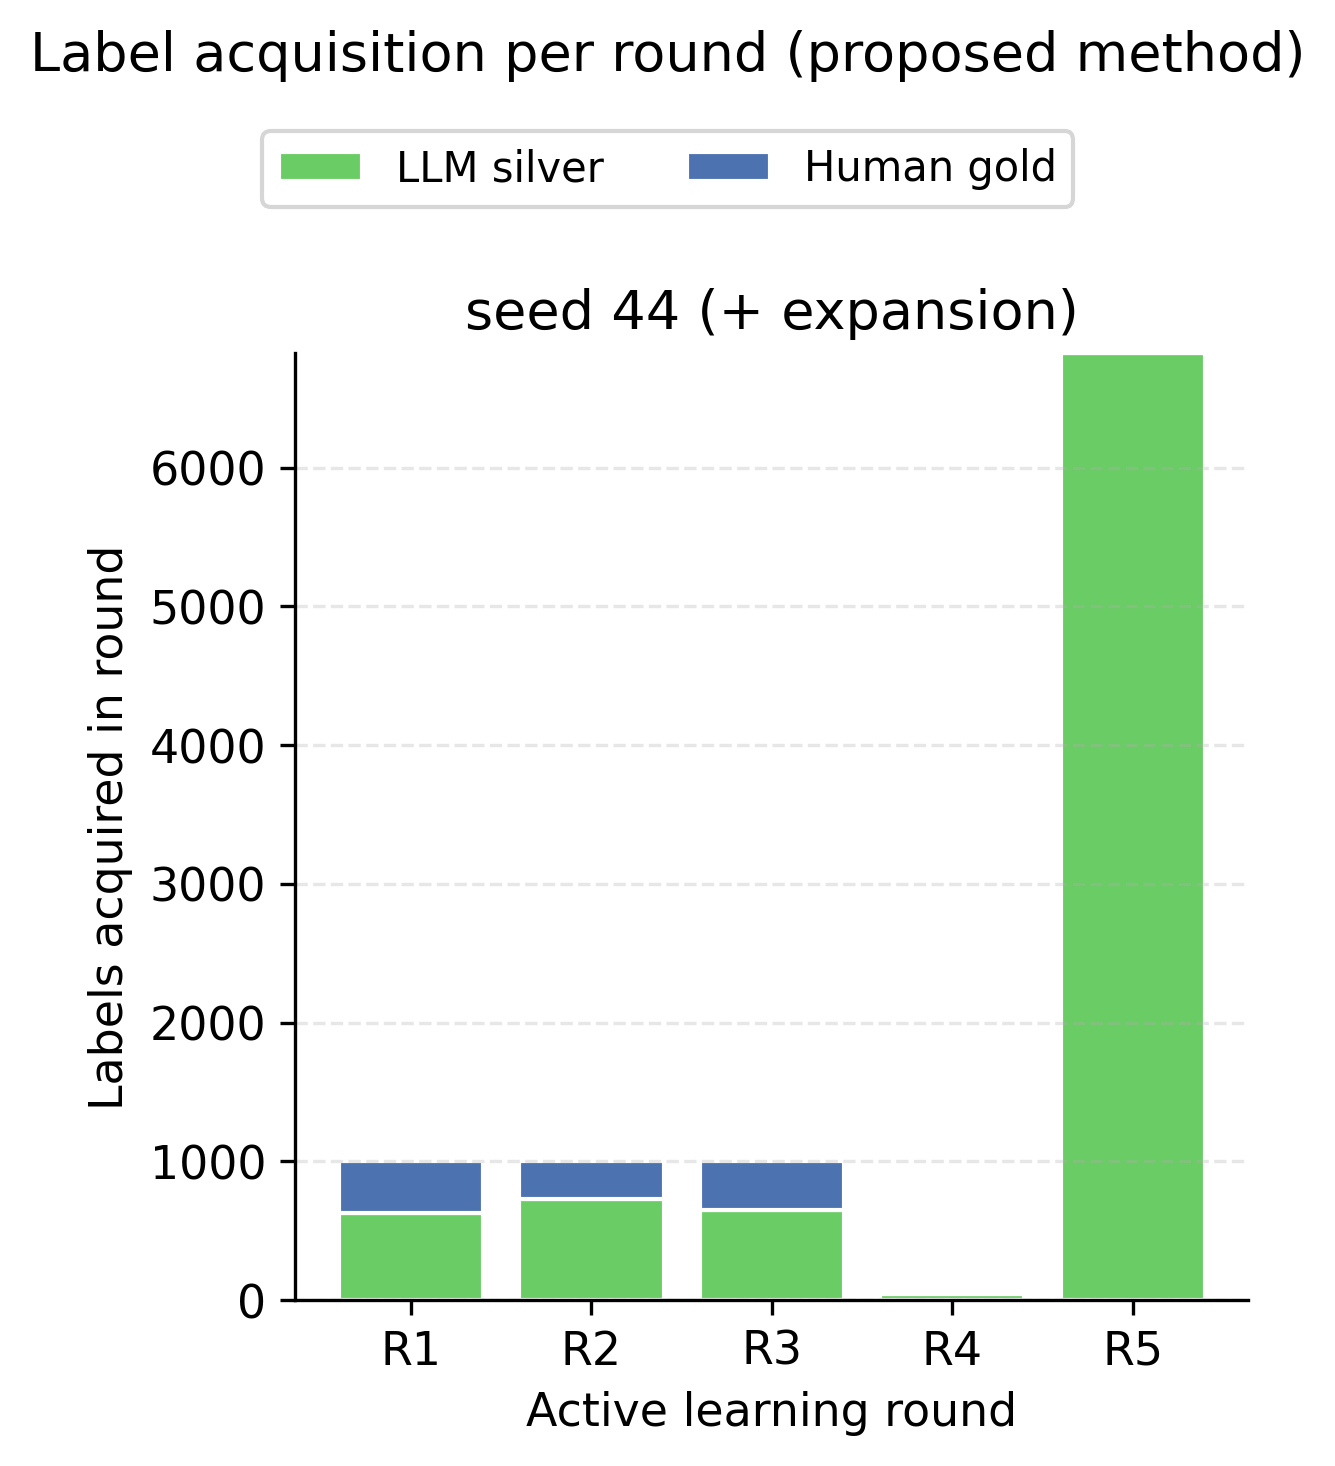 Label acquisition per round (proposed method)
LLM silver
Human gold
seed 44 (+ expansion)
6000
5000
4000
3000
2000
1000
0
Labels acquired in round
R1
R2
R3
R4
R5
Active learning round